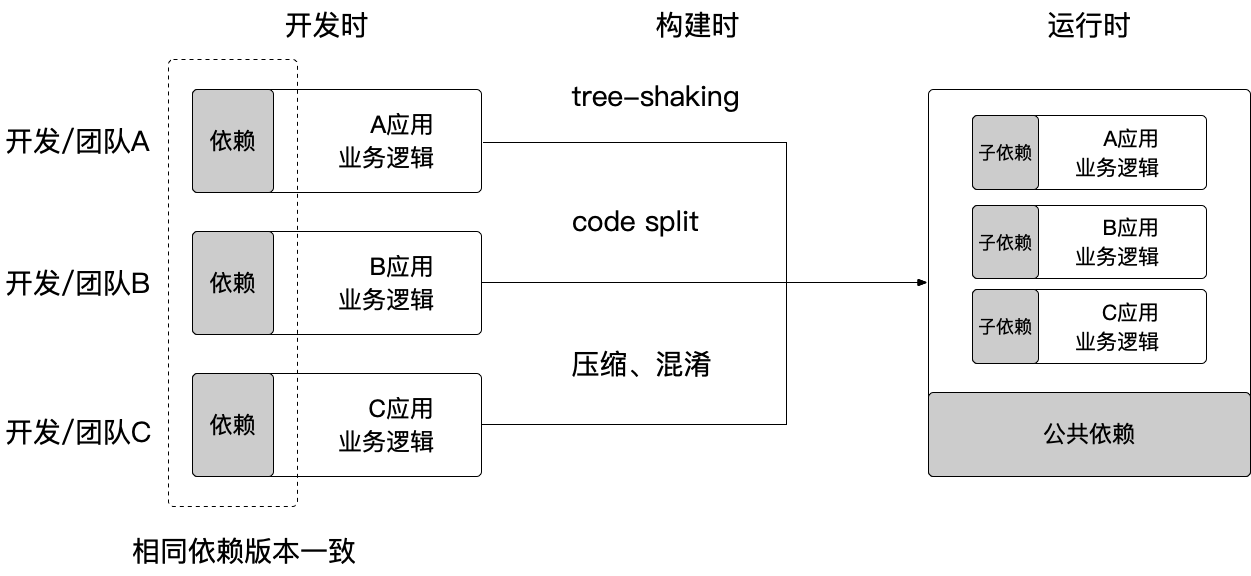 开发时
构建时
运行时
开发/团队A
依赖
A应用
业务逻辑
开发/团队B
依赖
B应用
业务逻辑
开发/团队C
依赖
C应用
业务逻辑
相同依赖版本一致
tree-shaking
code split
压缩、混淆
子依赖
A应用
业务逻辑
子依赖
B应用
业务逻辑
子依赖
C应用
业务逻辑
公共依赖